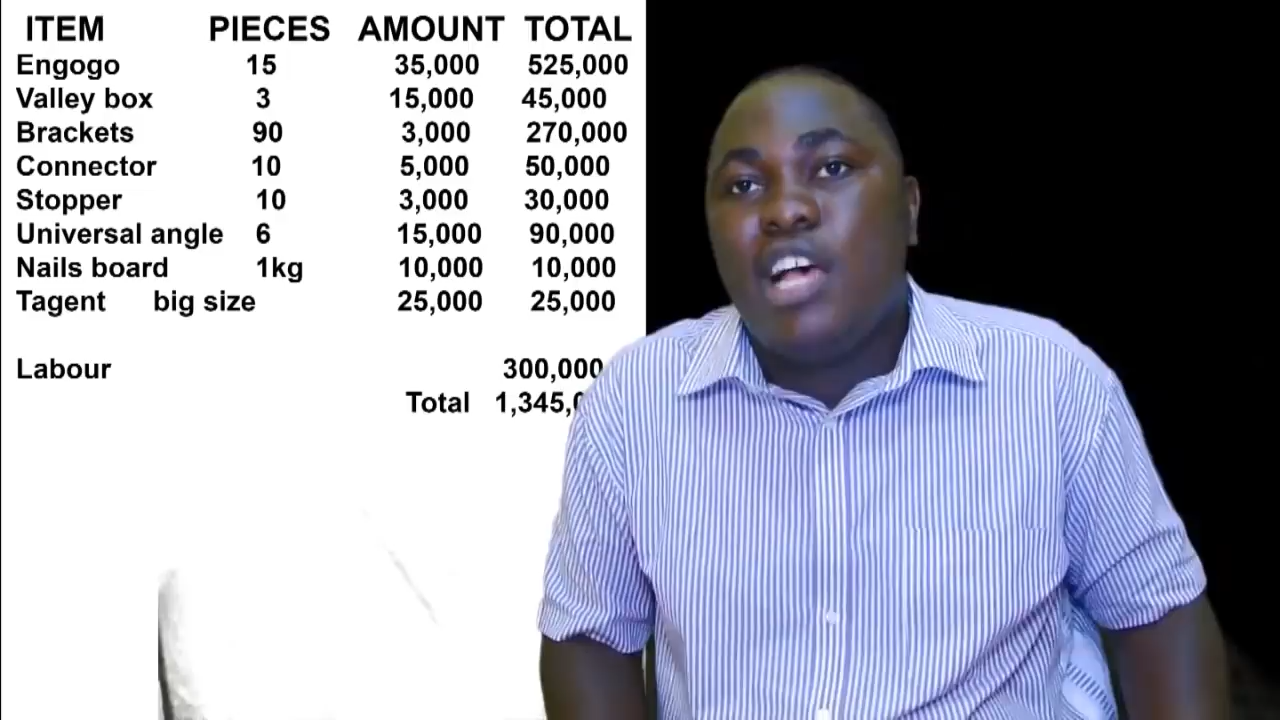 ITEM PIECES AMOUNT TOTAL
Engogo 15 35,000 525,000
Valley box 3 15,000 45,000
Brackets 90 3,000 270,000
Connector 10 5,000 50,000
Stopper 10 3,000 30,000
Universal angle 6 15,000 90,000
Nails board 1kg 10,000 10,000
Tagent big size 25,000 25,000
Labour 300,000
Total 1,345,0